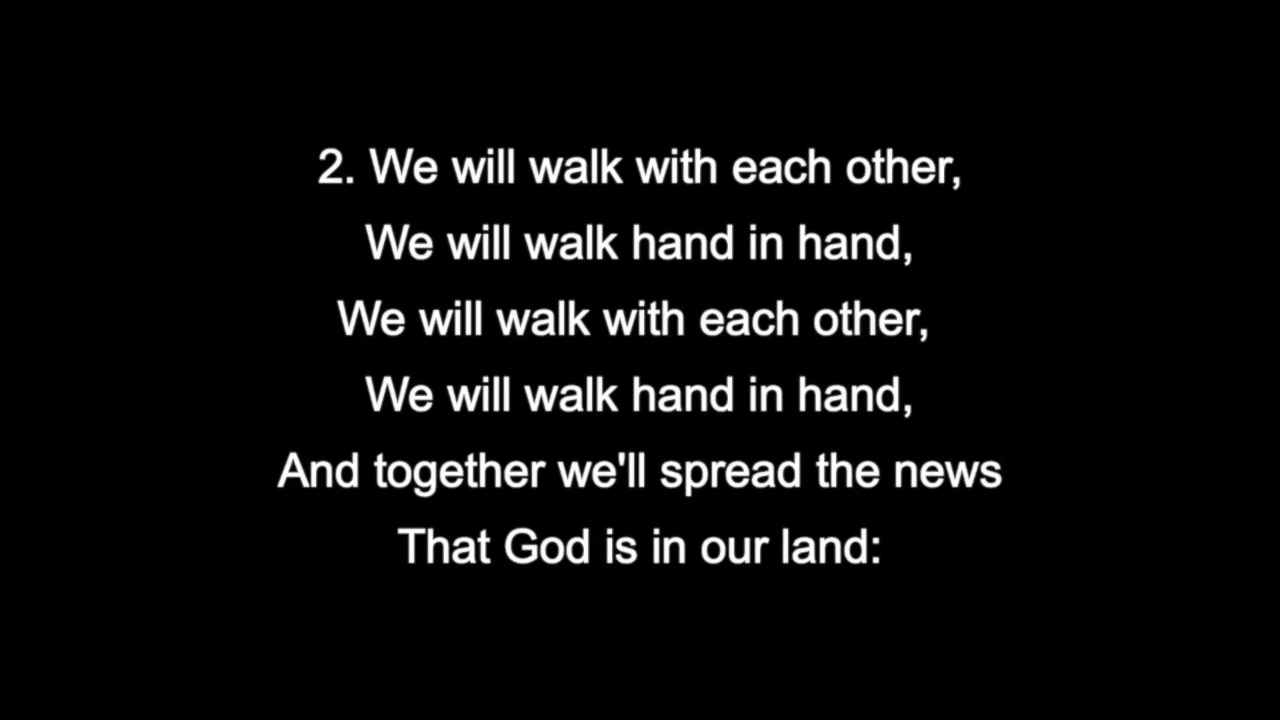 2. We will walk with each other,
We will walk hand in hand,
We will walk with each other,
We will walk hand in hand,
And together we'll spread the news
That God is in our land: